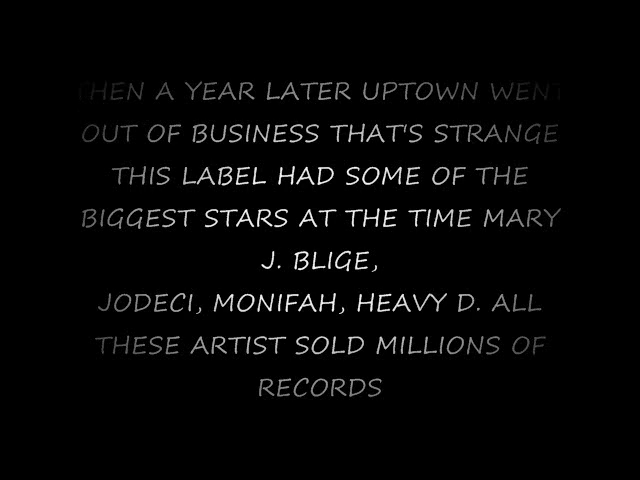 THEN A YEAR LATER UPTOWN WENT
OUT OF BUSINESS THAT'S STRANGE
THIS LABEL HAD SOME OF THE
BIGGEST STARS AT THE TIME MARY
J. BLIGE,
JODECI, MONIFAH, HEAVY D. ALL
THESE ARTIST SOLD MILLIONS OF
RECORDS